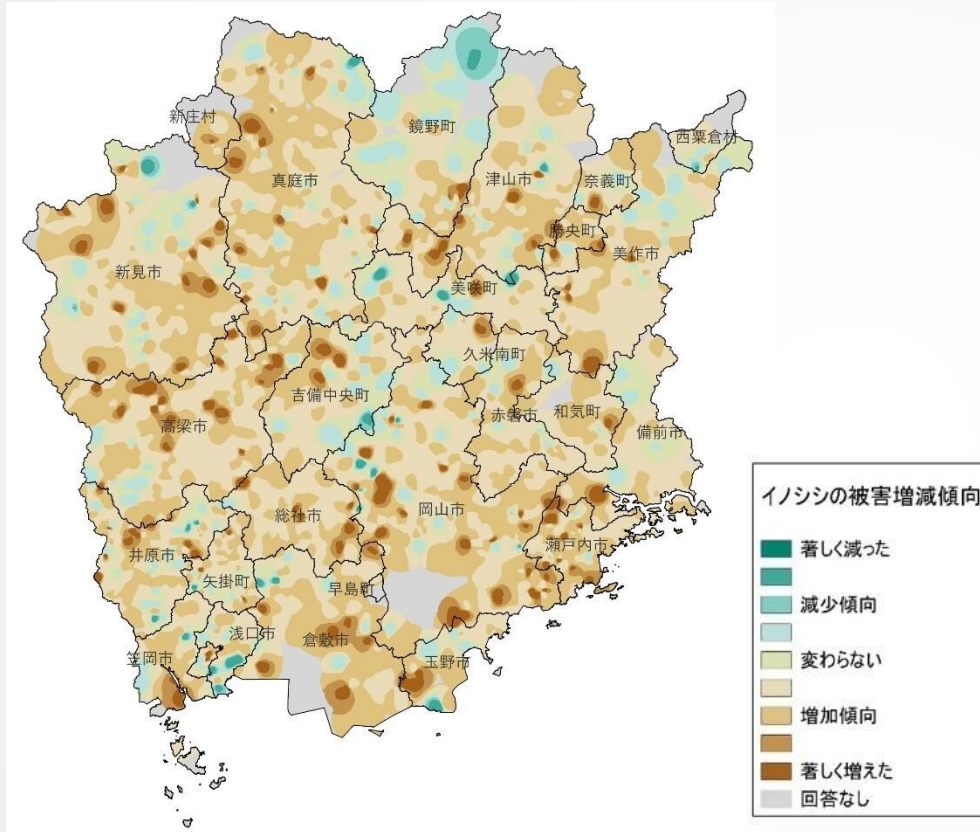 新庄村
鏡野町
西粟倉村
真庭市
津山市
奈義町
勝央町
美作市
新見市
美咲町
久米南町
吉備中央町
赤磐市
和気町
高梁市
備前市
総社市
岡山市
井原市
瀬戸内市
矢掛町
早島町
浅口市
倉敷市
笠岡市
玉野市
イノシシの被害増減傾向
著しく減った
減少傾向
変わらない
増加傾向
著しく増えた
回答なし